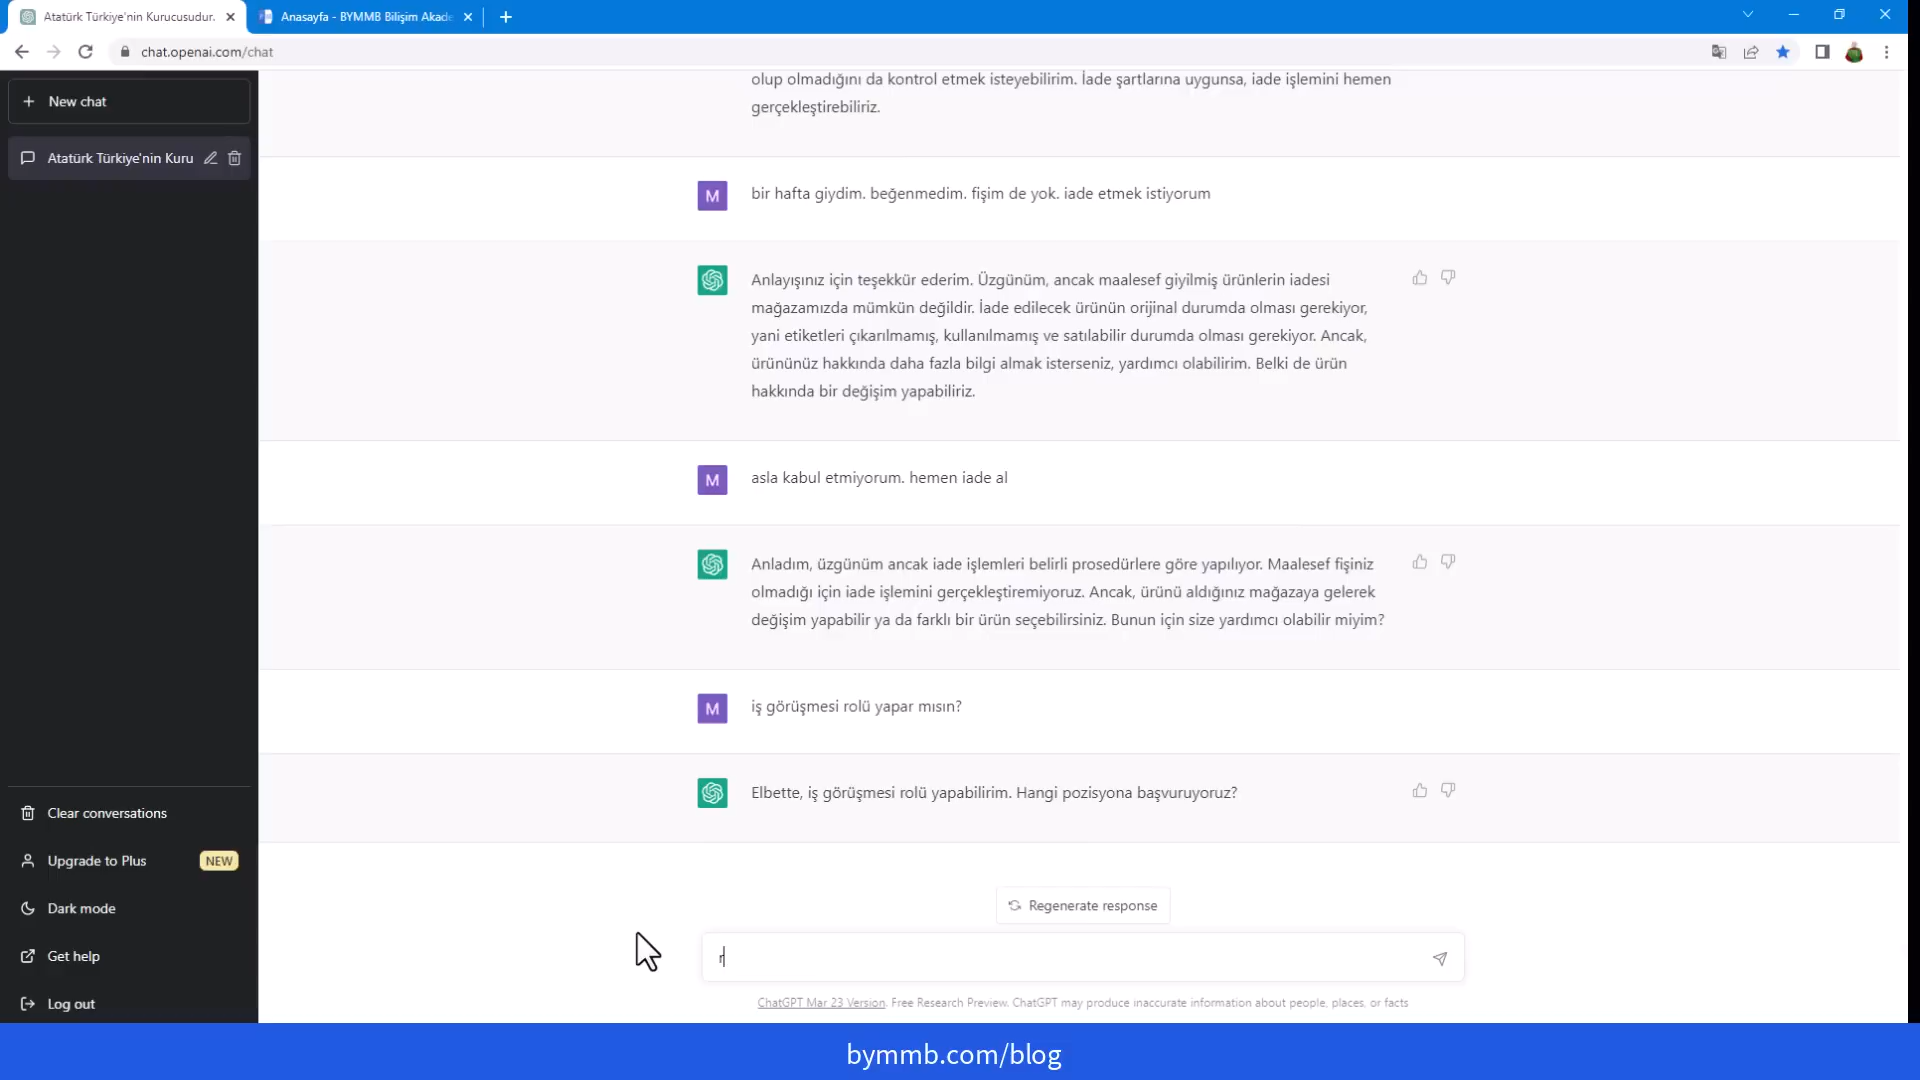 Atatürk Türkiye'nin Kurucusudur.
Anasayfa - BYMMB Bilişim Akade
chat.openai.com/chat
New chat
Atatürk Türkiye'nin Kuru
olup olmadığını da kontrol etmek isteyebilirim. İade şartlarına uygunsa, iade işlemini hemen
gerçekleştirebiliriz.
M
bir hafta giydim. beğenmedim. fişim de yok. iade etmek istiyorum
Anlayışınız için teşekkür ederim. Üzgünüm, ancak maalesef giyilmiş ürünlerin iadesi
mağazamızda mümkün değildir. İade edilecek ürünün orijinal durumda olması gerekiyor,
yani etiketleri çıkarılmamış, kullanılmamış ve satılabilir durumda olması gerekiyor. Ancak,
ürününüz hakkında daha fazla bilgi almak isterseniz, yardımcı olabilirim. Belki de ürün
hakkında bir değişim yapabiliriz.
M
asla kabul etmiyorum. hemen iade al
Anladım, üzgünüm ancak iade işlemleri belirli prosedürlere göre yapılıyor. Maalesef fişiniz
olmadığı için iade işlemini gerçekleştiremiyoruz. Ancak, ürünü aldığınız mağazaya gelerek
değişim yapabilir ya da farklı bir ürün seçebilirsiniz. Bunun için size yardımcı olabilir miyim?
M
iş görüşmesi rolü yapar mısın?
Elbette, iş görüşmesi rolü yapabilirim. Hangi pozisyona başvuruyoruz?
Clear conversations
Upgrade to Plus
NEW
Dark mode
Get help
Log out
Regenerate response
r
ChatGPT Mar 23 Version. Free Research Preview. ChatGPT may produce inaccurate information about people, places, or facts
bymmb.com/blog